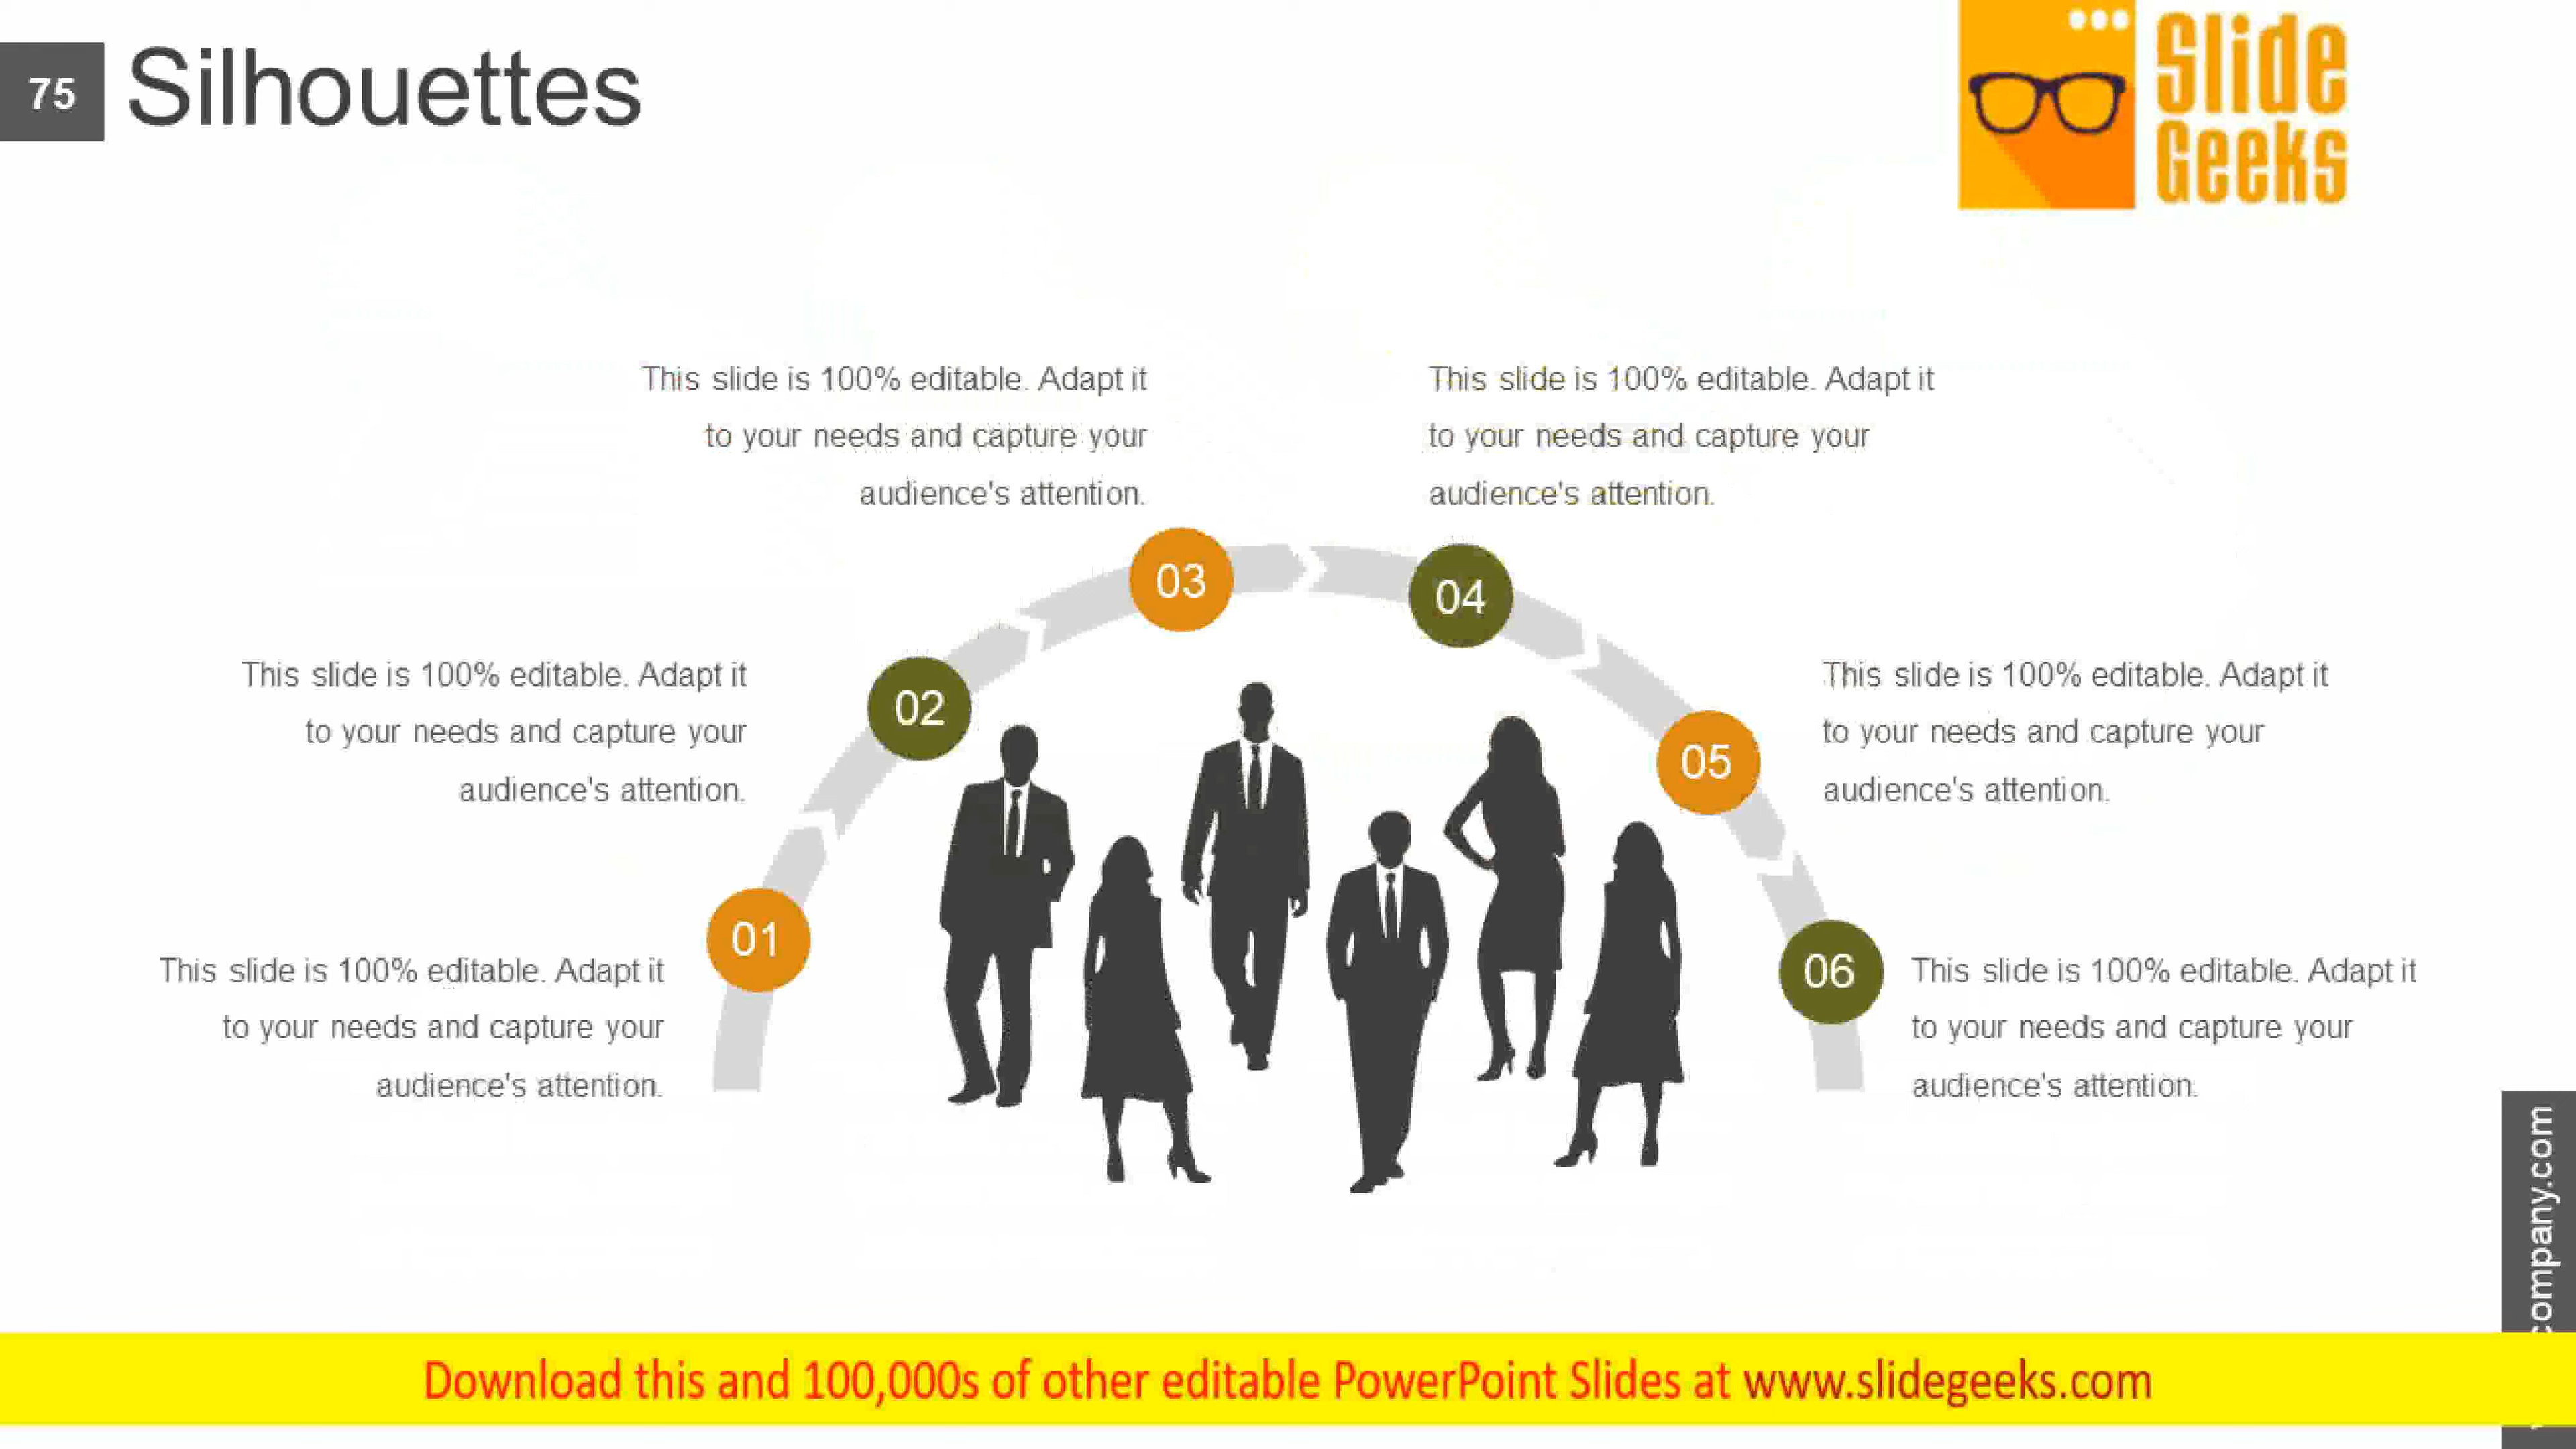 75
Silhouettes
Slide
Geeks
This slide is 100% editable. Adapt it
to your needs and capture your
audience's attention.
This slide is 100% editable. Adapt it
to your needs and capture your
audience's attention.
03
04
This slide is 100% editable. Adapt it
to your needs and capture your
audience's attention.
02
05
This slide is 100% editable. Adapt it
to your needs and capture your
audience's attention.
01
This slide is 100% editable. Adapt it
to your needs and capture your
audience's attention.
06
This slide is 100% editable. Adapt it
to your needs and capture your
audience's attention.
company.com
Download this and 100,000s of other editable PowerPoint Slides at www.slidegeeks.com